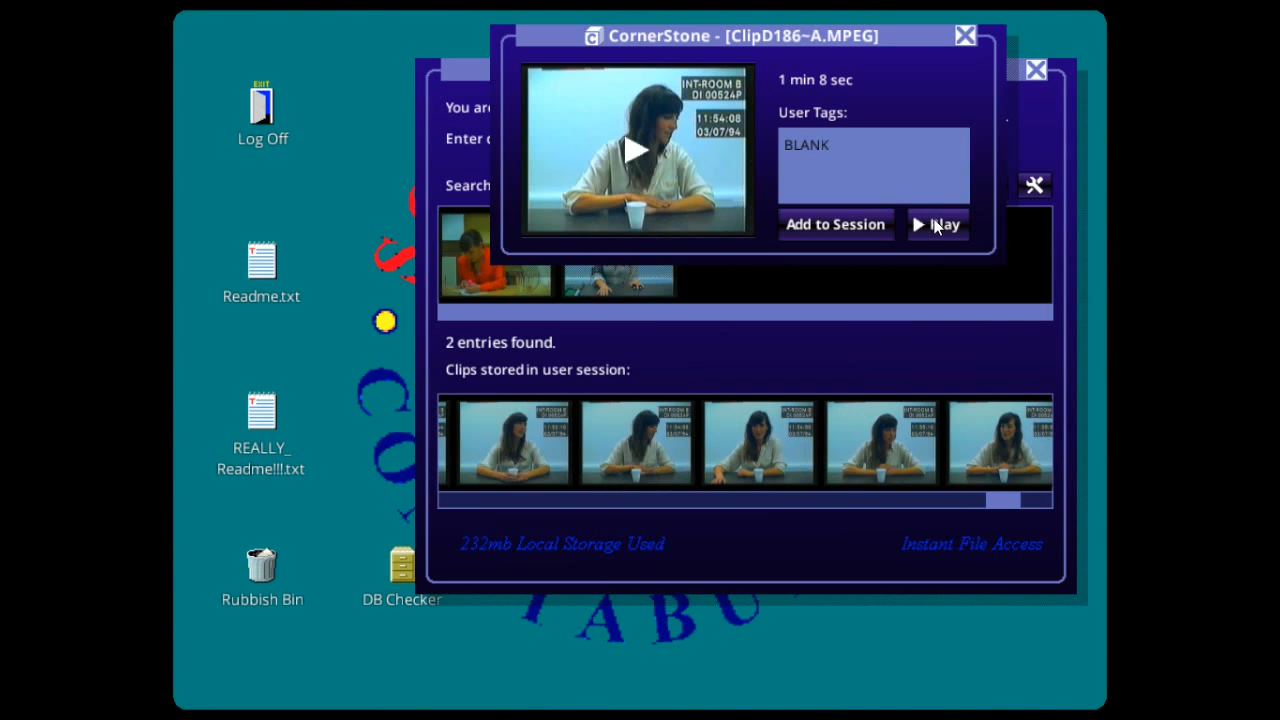 CornerStone - [ClipD186~A.MPEG]
INT-ROOM B
DI 00524P
11:54:08
03/07/94
1 min 8 sec
User Tags:
BLANK
Add to Session
EXIT
Log Off
You are
Enter
Search
Readme.txt
2 entries found.
Clips stored in user session:
REALLY_
Readme!!!.txt
232mb Local Storage Used
Instant File Access
Rubbish Bin
DB Checker
T A B U